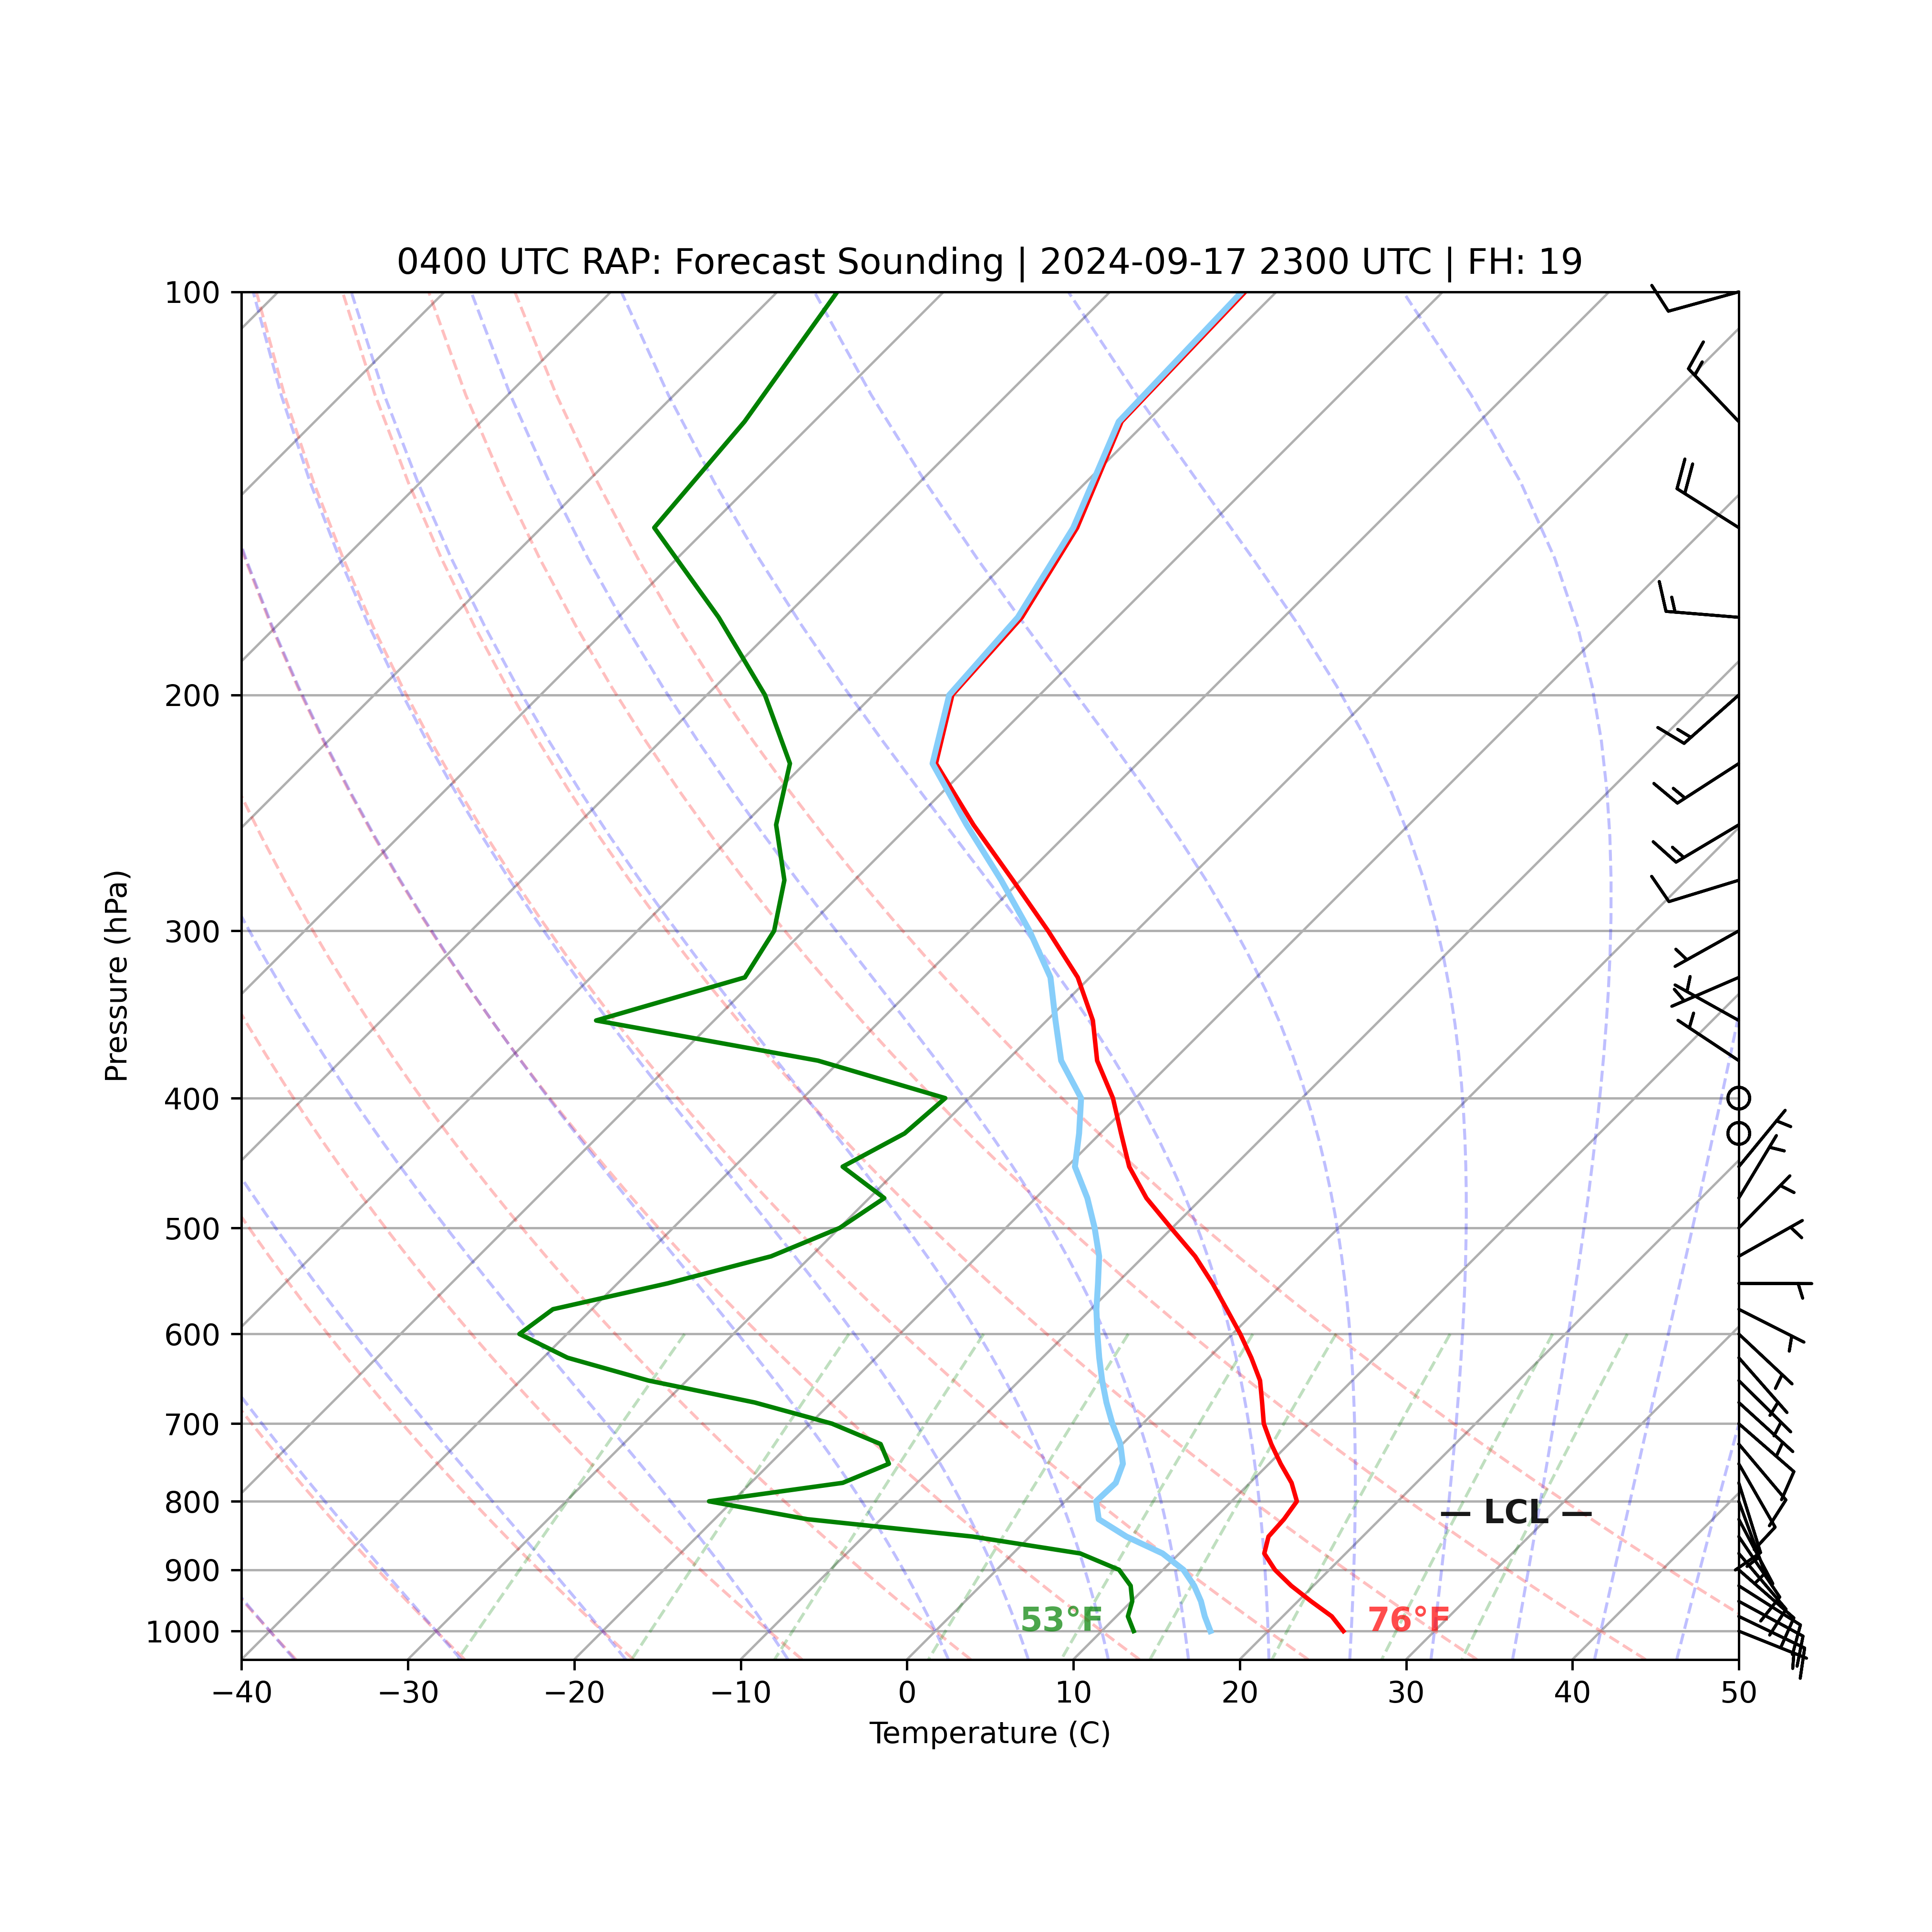 0400 UTC RAP: Forecast Sounding | 2024-09-17 2300 UTC | FH: 19
100
200
300
400
500
600
700
800
900
1000
Pressure (hPa)
— LCL —
53°F
76°F
−40 −30 −20 −10 0 10 20 30 40 50
Temperature (C)